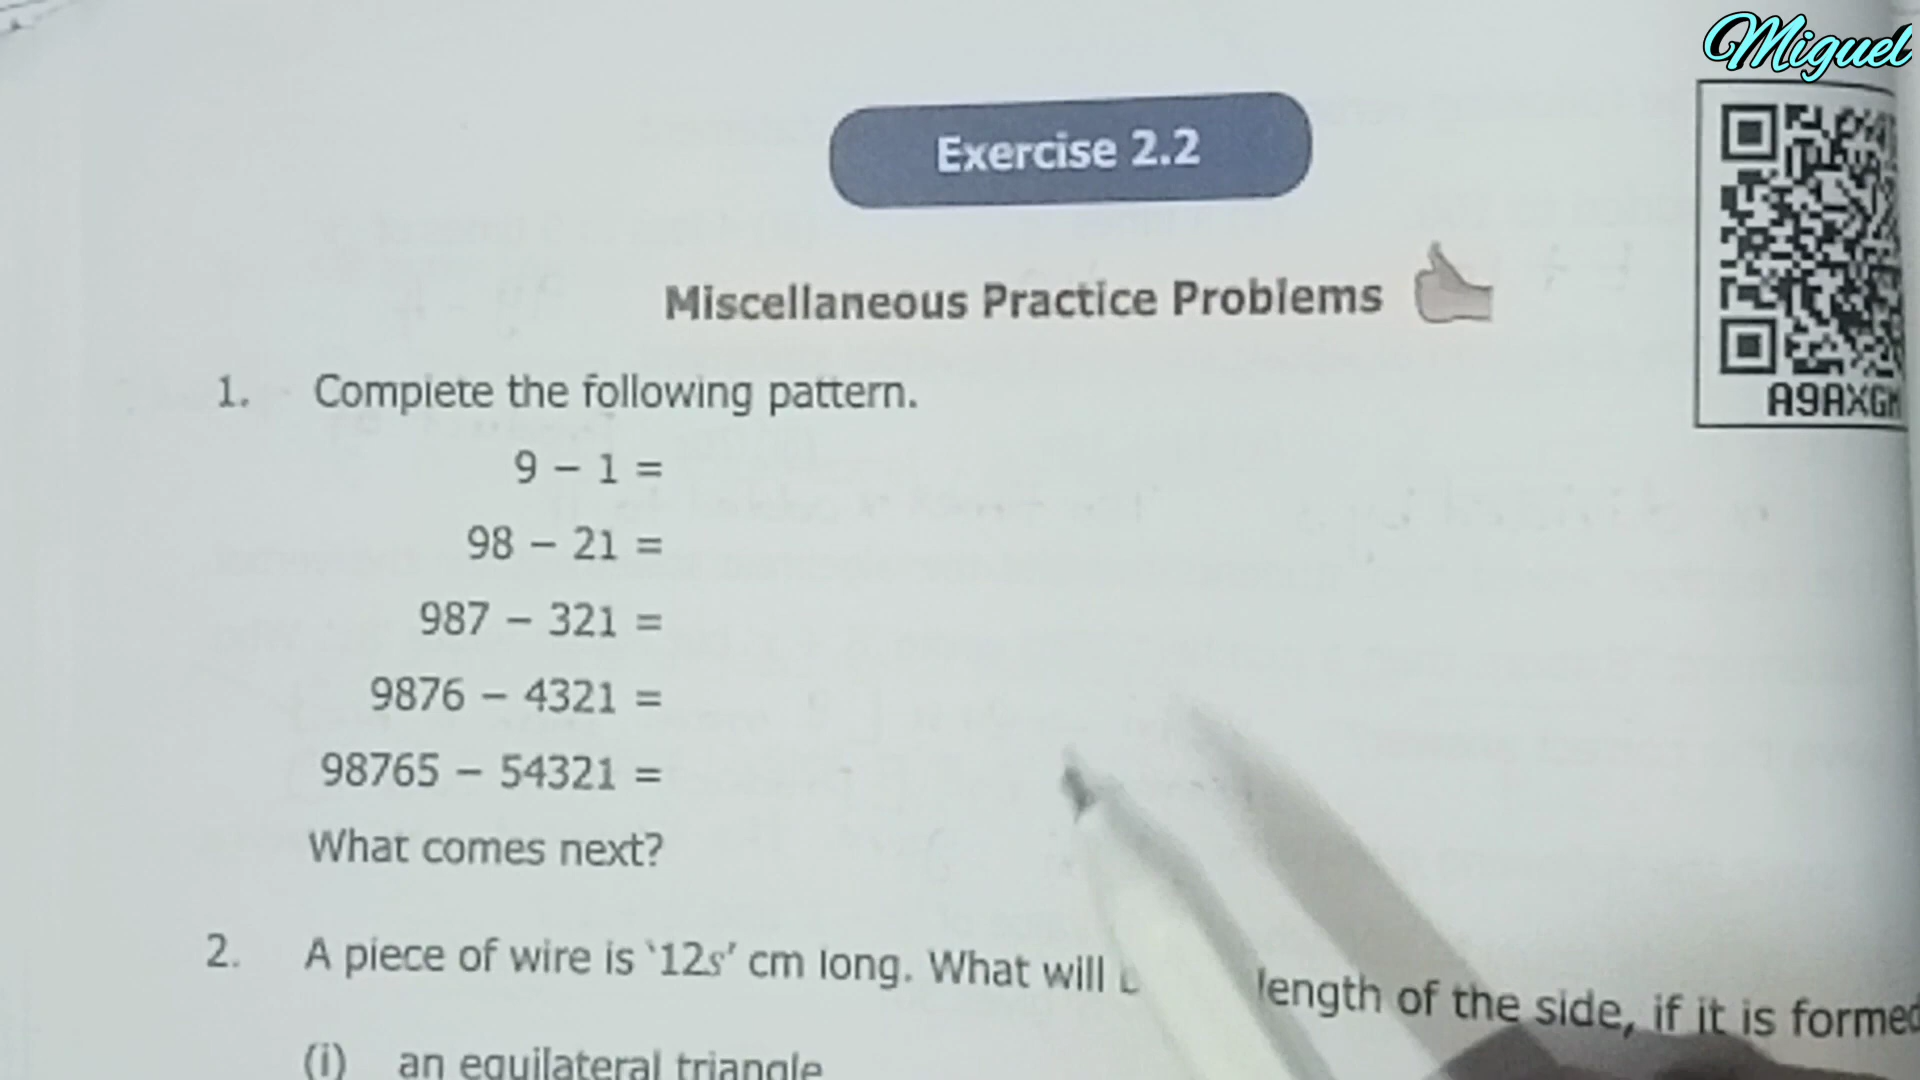 Miguel
Exercise 2.2
Miscellaneous Practice Problems
A9AXG
1. Complete the following pattern.
9 – 1 =
98 – 21 =
987 – 321 =
9876 – 4321 =
98765 – 54321 =
What comes next?
2. A piece of wire is ‘12s’ cm long. What will length of the side, if it is formed
(i) an equilateral triangle